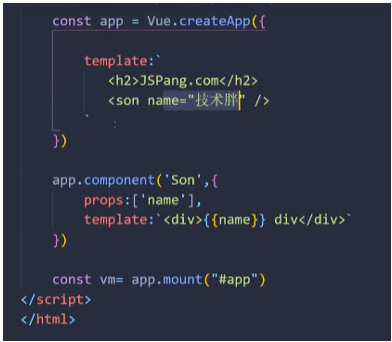 const app = Vue.createApp({
template:`
<h2>JSPang.com</h2>
<son name="技术胖" />
`
})
app.component('Son',{
props:['name'],
template:`<div>{{name}} div</div>`
})
const vm= app.mount("#app")
</script>
</html>